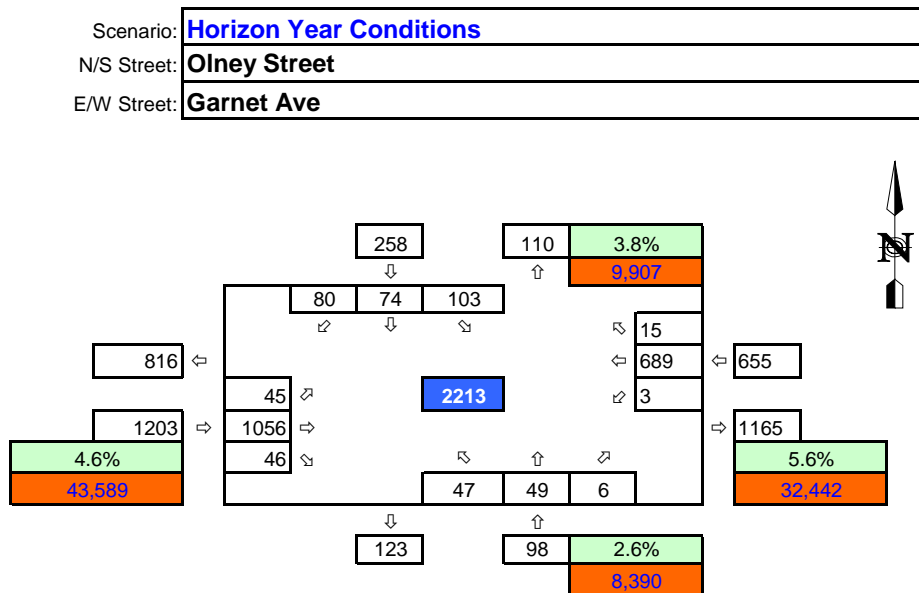 Scenario: Horizon Year Conditions
N/S Street: Olney Street
E/W Street: Garnet Ave
N
258 110 3.8%
⇩ ⇧ 9,907
80 74 103
⬃ ⇩ ⬂ ⬁ 15
816 ⇦ ⇦ 689 ⇦ 655
45 ⬀ 2213 ⬃ 3
1203 ⇨ 1056 ⇨ ⇨ 1165
4.6% 46 ⬂ ⬁ ⇧ ⬀ 5.6%
43,589 47 49 6 32,442
⇩ ⇧
123 98 2.6%
8,390